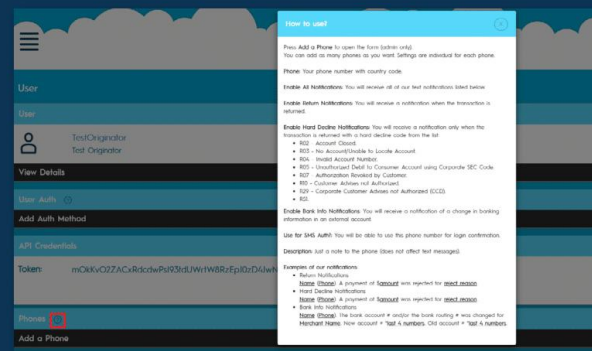 How to use?
Press Add a Phone to open the form (admin only).
You can add as many phones as you want. Settings are individual for each phone.
Phone: Your phone number with country code.
Enable All Notifications: You will receive all of our text notifications listed below.
Enable Return Notifications: You will receive a notification when the transaction is
returned.
Enable Hard Decline Notifications: You will receive a notification only when the
transaction is returned with a hard decline code from the list
R02 - Account Closed.
R03 - No Account/Unable to Locate Account.
R04 - Invalid Account Number.
R05 - Unauthorized Debit to Consumer Account using Corporate SEC Code
R07 - Authorization Revoked by Customer.
R10 - Customer Advises not Authorized.
R29 - Corporate Customer Advises not Authorized (CCD).
R51.
Enable Bank Info Notifications: You will receive a notification of a change in banking
information in an external account
Use for SMS Auth?: You will be able to use this phone number for login confirmation.
Description: Just a note to the phone (does not affect text messages).
Examples of our notifications:
Return Notifications
Name (Phone). A payment of $amount was rejected for reject reason.
Hard Decline Notifications
Name (Phone). A payment of $amount was rejected for reject reason.
Bank Info Notifications
Name (Phone). The bank account # and/or the bank routing # was changed for
Merchant Name. New account # *last 4 numbers. Old account # *last 4 numbers.
User
User
TestOriginator
Test Originator
View Details
User Auth
Add Auth Method
API Credentials
Token:
Phones
Add a Phone